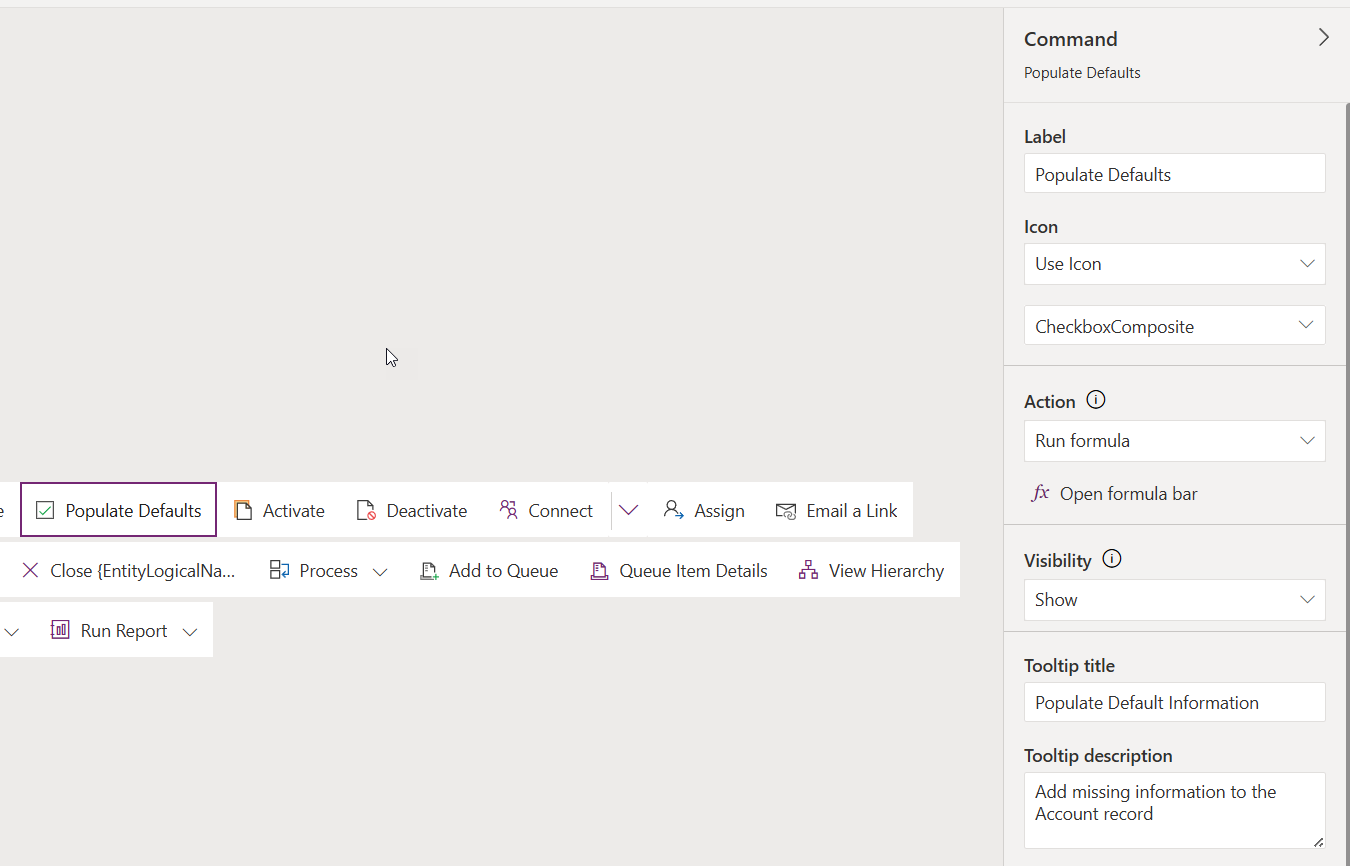 Command
Populate Defaults
Label
Populate Defaults
Icon
Use Icon
CheckboxComposite
Action
Run formula
fx Open formula bar
Visibility
Show
Tooltip title
Populate Default Information
Tooltip description
Add missing information to the
Account record
e Populate Defaults Activate Deactivate Connect Assign Email a Link
Close {EntityLogicalNa... Process Add to Queue Queue Item Details View Hierarchy
Run Report